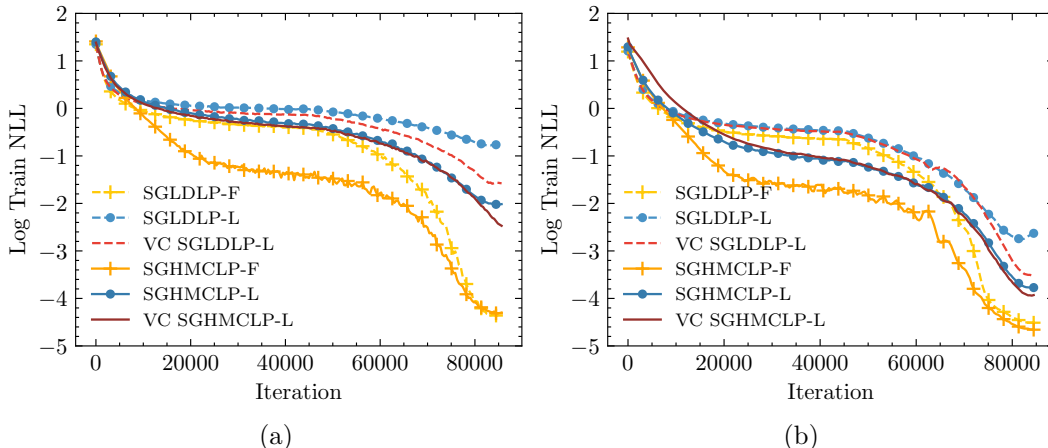 Log Train NLL
2
1
0
−1
−2
−3
−4
−5
SGLDLP-F
SGLDLP-L
VC SGLDLP-L
SGHMCLP-F
SGHMCLP-L
VC SGHMCLP-L
0 20000 40000 60000 80000
Iteration
(a)
Log Train NLL
2
1
0
−1
−2
−3
−4
−5
SGLDLP-F
SGLDLP-L
VC SGLDLP-L
SGHMCLP-F
SGHMCLP-L
VC SGHMCLP-L
0 20000 40000 60000 80000
Iteration
(b)